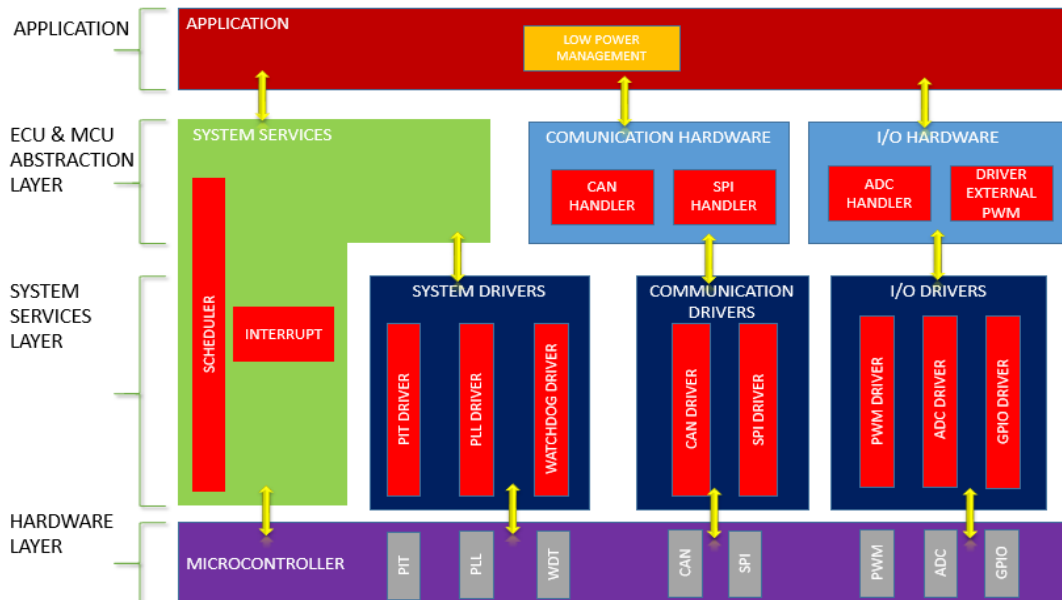 APPLICATION
APPLICATION
LOW POWER
MANAGEMENT
ECU & MCU
ABSTRACTION
LAYER
SYSTEM SERVICES
COMUNICATION HARDWARE
CAN
HANDLER
SPI
HANDLER
I/O HARDWARE
ADC
HANDLER
DRIVER
EXTERNAL
PWM
SYSTEM
SERVICES
LAYER
SCHEDULER
INTERRUPT
SYSTEM DRIVERS
PIT DRIVER
PLL DRIVER
WATCHDOG DRIVER
COMMUNICATION
DRIVERS
CAN DRIVER
SPI DRIVER
I/O DRIVERS
PWM DRIVER
ADC DRIVER
GPIO DRIVER
HARDWARE
LAYER
MICROCONTROLLER
PIT
PLL
WDT
CAN
SPI
PWM
ADC
GPIO